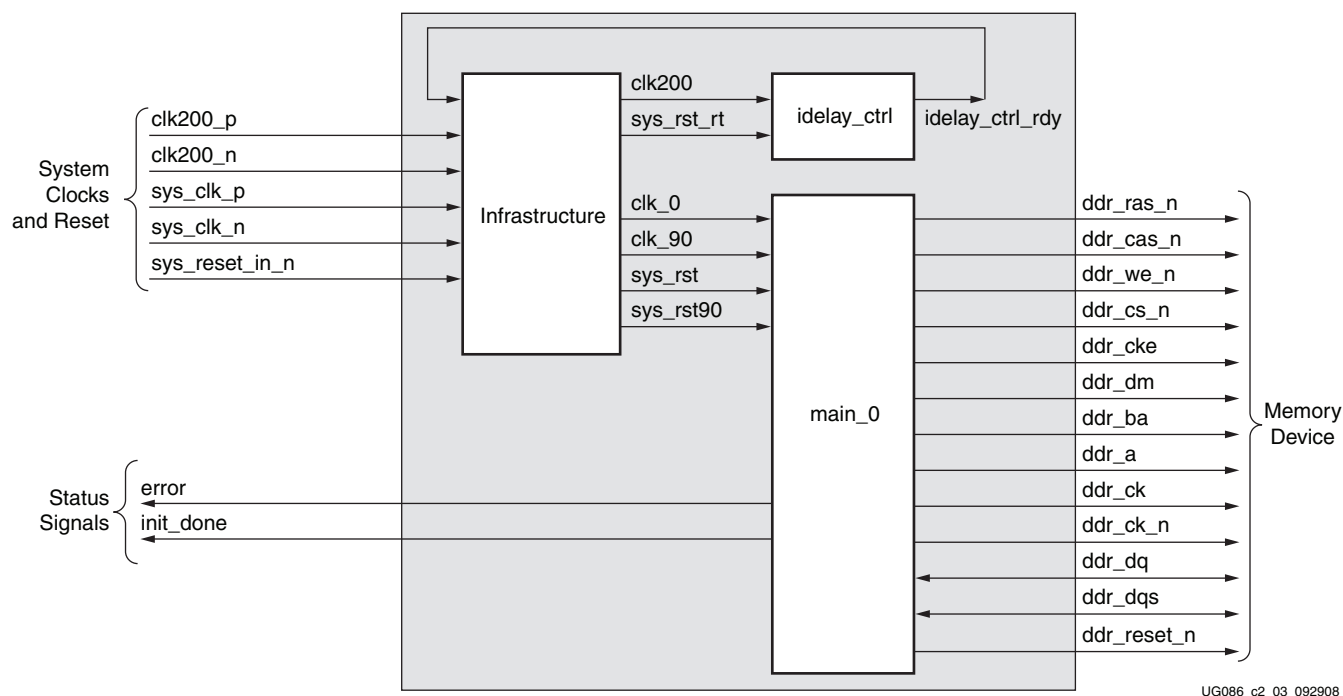 System
Clocks
and Reset
clk200_p
clk200_n
sys_clk_p
sys_clk_n
sys_reset_in_n
Infrastructure
clk200
sys_rst_rt
idelay_ctrl
idelay_ctrl_rdy
clk_0
clk_90
sys_rst
sys_rst90
main_0
ddr_ras_n
ddr_cas_n
ddr_we_n
ddr_cs_n
ddr_cke
ddr_dm
ddr_ba
ddr_a
ddr_ck
ddr_ck_n
ddr_dq
ddr_dqs
ddr_reset_n
Memory
Device
Status
Signals
error
init_done
UG086_c2_03_092908